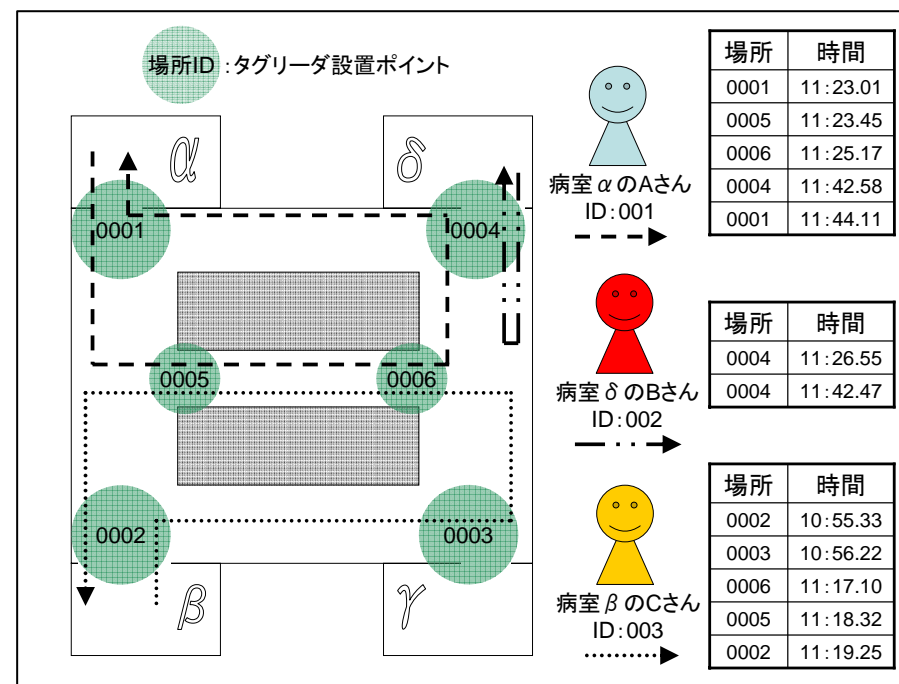 場所ID：タグリーダ設置ポイント
α
δ
0001
0004
0005
0006
0002
0003
β
γ
病室αのAさん
ID：001
場所 時間
0001 11：23.01
0005 11：23.45
0006 11：25.17
0004 11：42.58
0001 11：44.11
病室δのBさん
ID：002
場所 時間
0004 11：26.55
0004 11：42.47
病室βのCさん
ID：003
場所 時間
0002 10：55.33
0003 10：56.22
0006 11：17.10
0005 11：18.32
0002 11：19.25